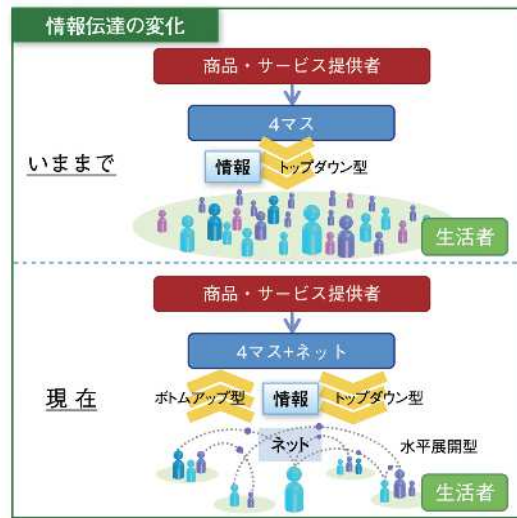 情報伝達の変化
商品・サービス提供者
4マス
情報
トップダウン型
いままで
生活者
商品・サービス提供者
4マス+ネット
ボトムアップ型
情報
トップダウン型
現在
ネット
水平展開型
生活者